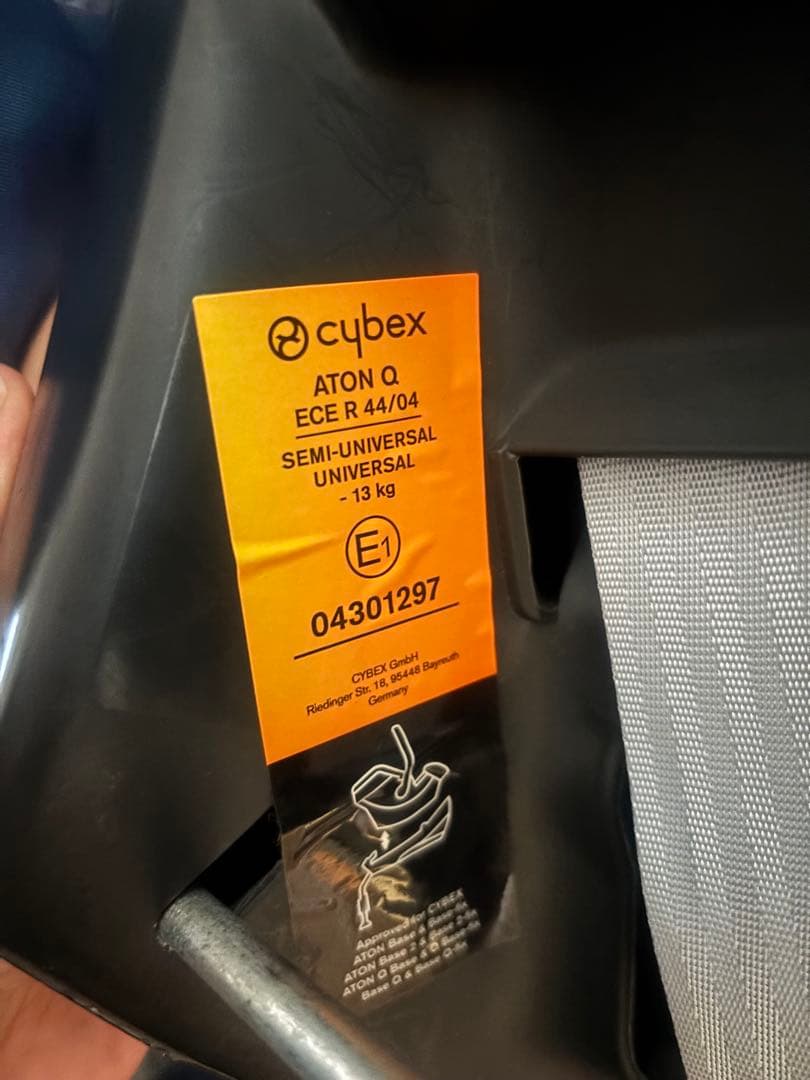 cybex
ATON Q
ECE R 44/04
SEMI-UNIVERSAL
UNIVERSAL
- 13 kg
E1
04301297
CYBEX GmbH
Riedinger Str. 18, 95448 Bayreuth
Germany
Approved for CYBEX
ATON Base & Base-fix
ATON Base 2 & Base 2-fix
ATON Q Base & Q Base-fix
Base Q & Base Q-fix